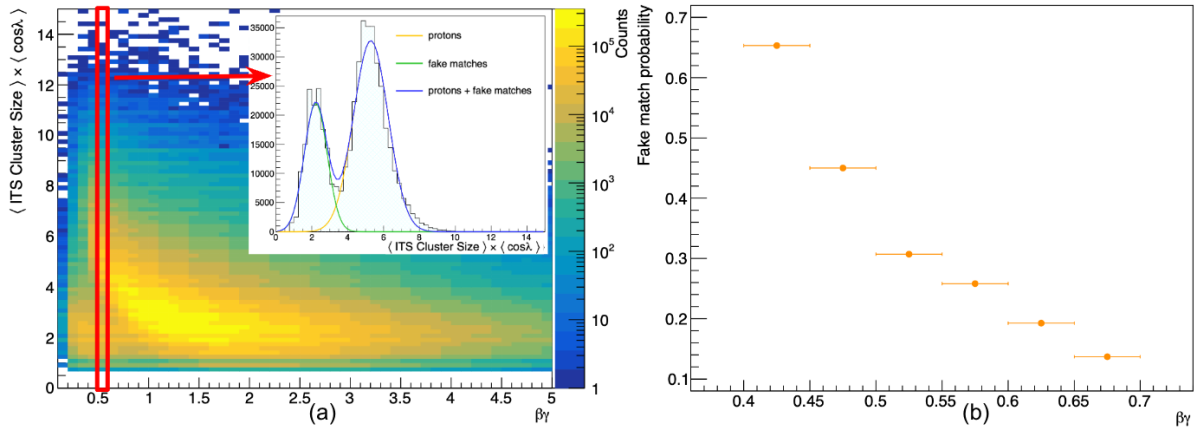 ⟨ ITS Cluster Size ⟩ × ⟨ cosλ ⟩
14
12
10
8
6
4
2
0
0.5 1 1.5 2 2.5 3 3.5 4 4.5 5
(a)
βγ
35000
30000
25000
20000
15000
10000
5000
0
0 2 4 6 8 10 12 14
⟨ ITS Cluster Size ⟩ × ⟨ cosλ ⟩
protons
fake matches
protons + fake matches
Counts
10⁵
10⁴
10³
10²
10
1
Fake match probability
0.7
0.6
0.5
0.4
0.3
0.2
0.1
0.4 0.45 0.5 0.55 0.6 0.65 0.7
(b)
βγ